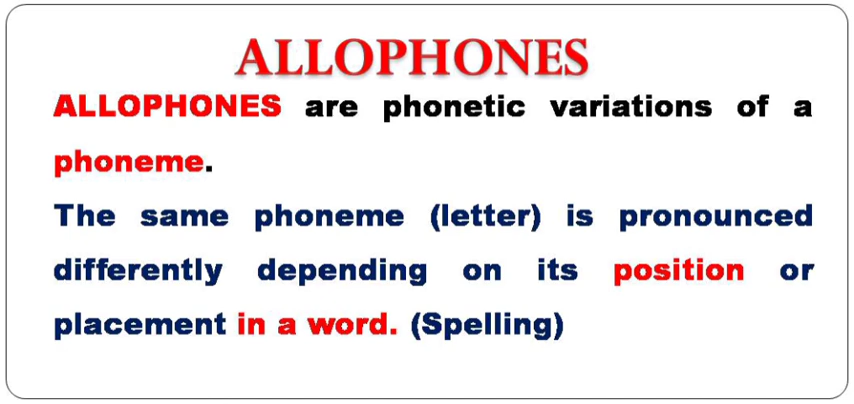 ALLOPHONES
ALLOPHONES are phonetic variations of a
phoneme.
The same phoneme (letter) is pronounced
differently depending on its position or
placement in a word. (Spelling)